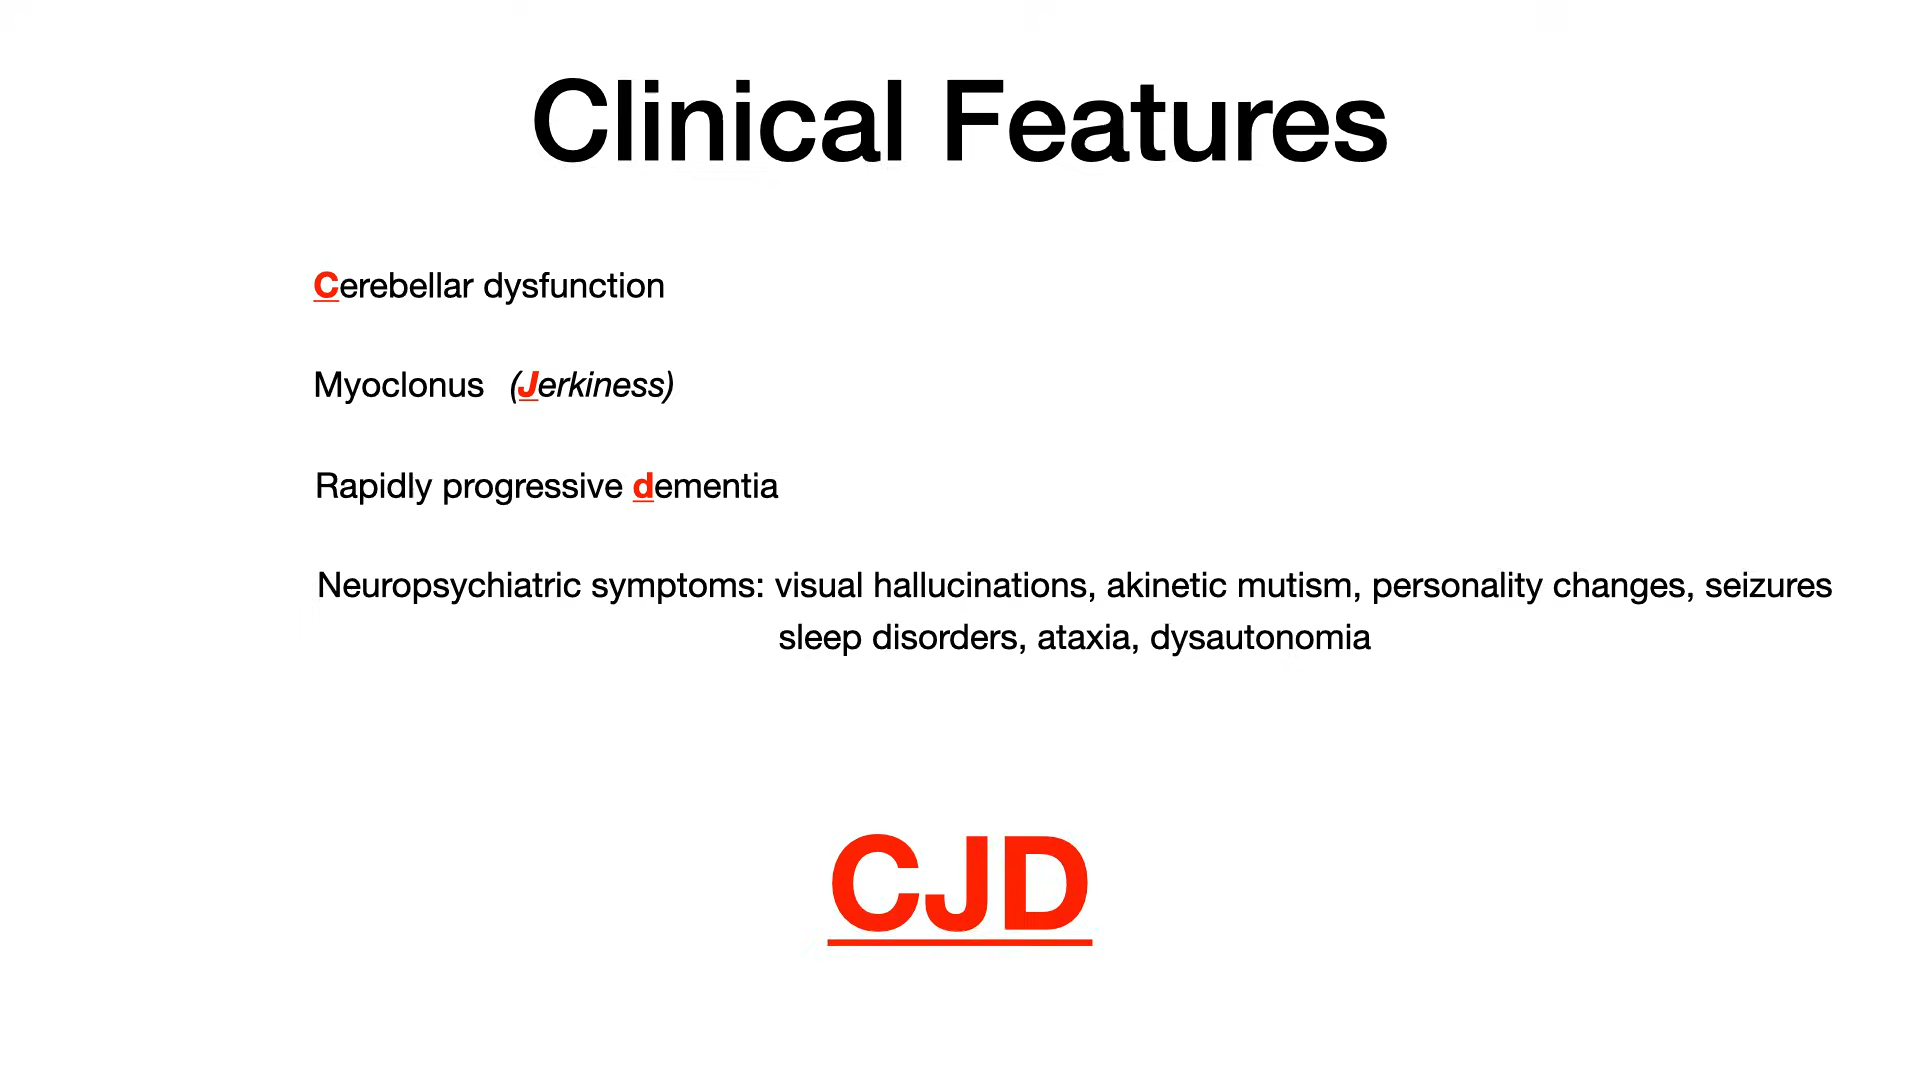 Clinical Features
Cerebellar dysfunction
Myoclonus (Jerkiness)
Rapidly progressive dementia
Neuropsychiatric symptoms: visual hallucinations, akinetic mutism, personality changes, seizures
sleep disorders, ataxia, dysautonomia
CJD